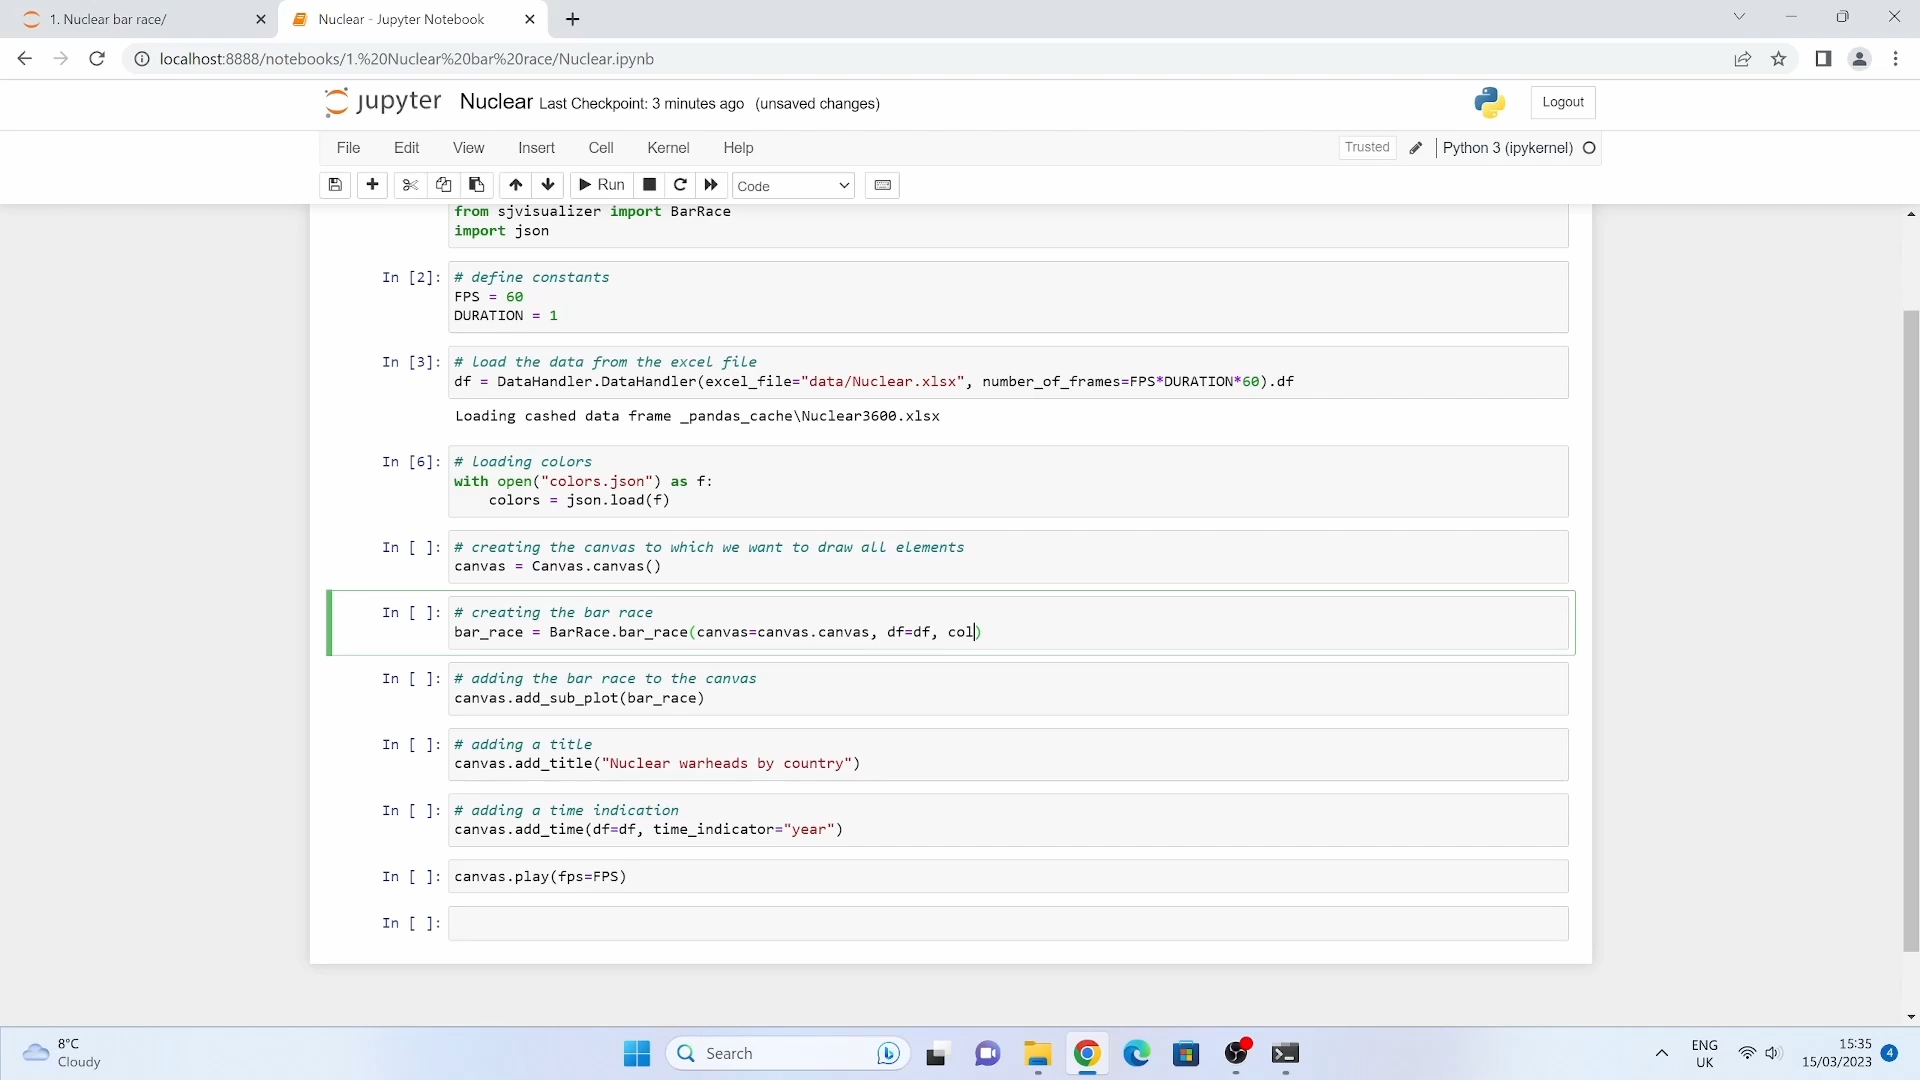 1. Nuclear bar race/
Nuclear - Jupyter Notebook
localhost:8888/notebooks/1.%20Nuclear%20bar%20race/Nuclear.ipynb
jupyter Nuclear Last Checkpoint: 3 minutes ago (unsaved changes)
Logout
File Edit View Insert Cell Kernel Help
Trusted
Python 3 (ipykernel)
Run
Code
from sjvisualizer import BarRace
import json
In [2]: # define constants
FPS = 60
DURATION = 1
In [3]: # load the data from the excel file
df = DataHandler.DataHandler(excel_file="data/Nuclear.xlsx", number_of_frames=FPS*DURATION*60).df
Loading cashed data frame _pandas_cache\Nuclear3600.xlsx
In [6]: # loading colors
with open("colors.json") as f:
    colors = json.load(f)
In [ ]: # creating the canvas to which we want to draw all elements
canvas = Canvas.canvas()
In [ ]: # creating the bar race
bar_race = BarRace.bar_race(canvas=canvas.canvas, df=df, col)
In [ ]: # adding the bar race to the canvas
canvas.add_sub_plot(bar_race)
In [ ]: # adding a title
canvas.add_title("Nuclear warheads by country")
In [ ]: # adding a time indication
canvas.add_time(df=df, time_indicator="year")
In [ ]: canvas.play(fps=FPS)
In [ ]:
8°C
Cloudy
Search
ENG
UK
15:35
15/03/2023
4